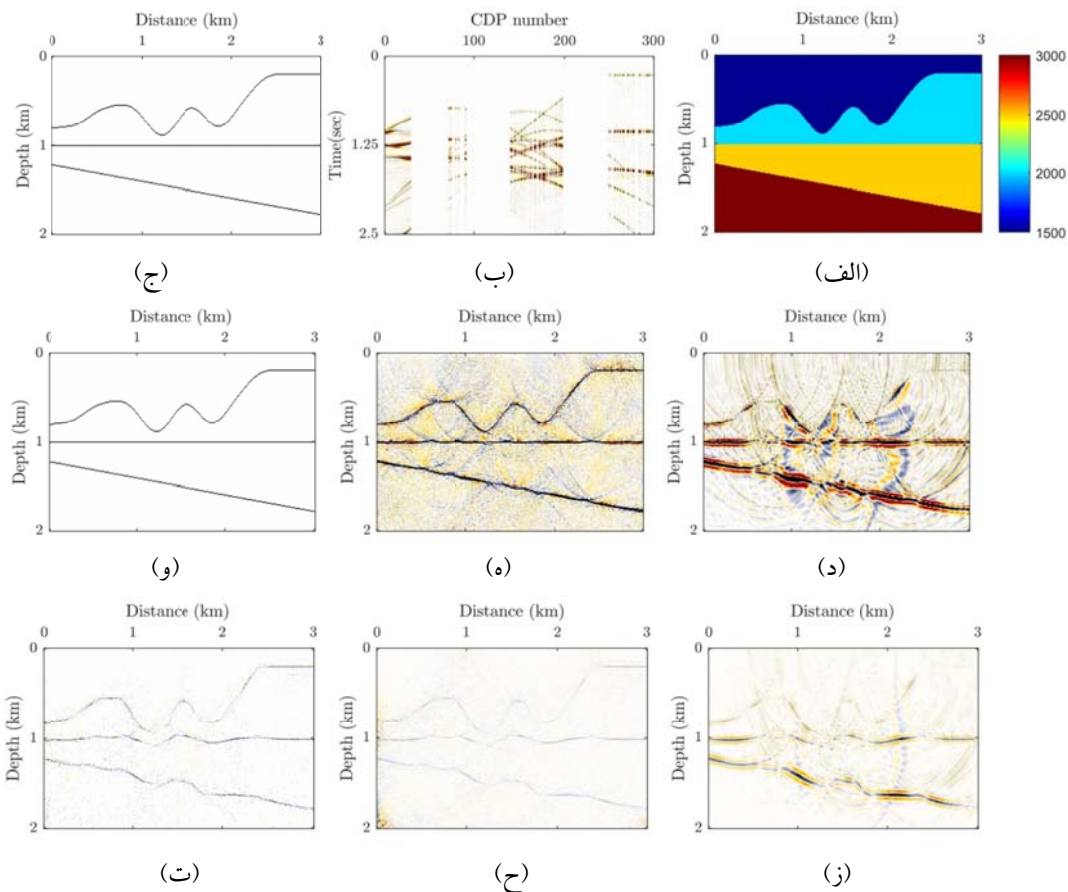 Distance (km)
0 1 2 3
Depth (km)
0
1
2
(ج)
CDP number
0 100 200 300
Time(sec)
0
1.25
2.5
(ب)
Distance (km)
0 1 2 3
Depth (km)
0
1
2
3000
2500
2000
1500
(الف)
Distance (km)
0 1 2 3
Depth (km)
0
1
2
(و)
Distance (km)
0 1 2 3
Depth (km)
0
1
2
(ه)
Distance (km)
0 1 2 3
Depth (km)
0
1
2
(د)
Distance (km)
0 1 2 3
Depth (km)
0
1
2
(ت)
Distance (km)
0 1 2 3
Depth (km)
0
1
2
(ح)
Distance (km)
0 1 2 3
Depth (km)
0
1
2
(ز)